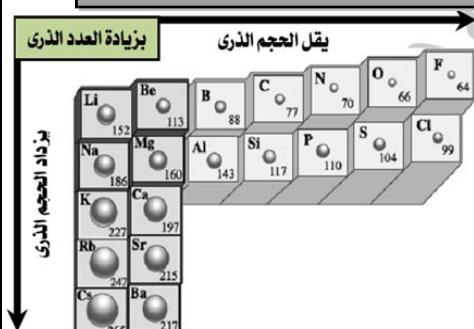 بزيادة العدد الذرى
يقل الحجم الذرى
يزداد الحجم الذرى
Li 152 Be 113 B 88 C 77 N 70 O 66 F 64
Na 186 Mg 160 Al 143 Si 117 P 110 S 104 Cl 99
K 227 Ca 197
Rb 247 Sr 215
Cs 265 Ba 217